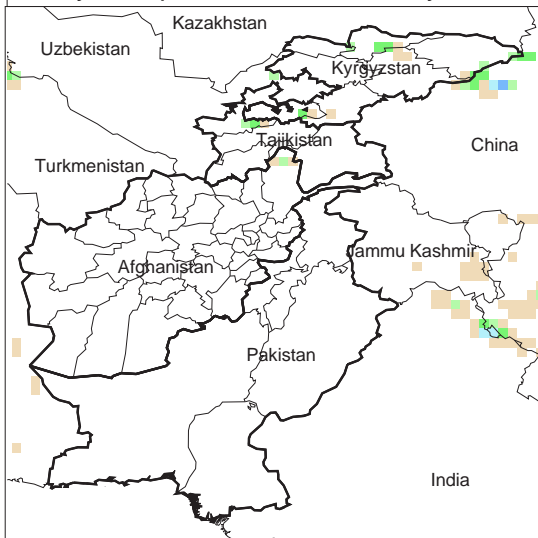 Kazakhstan
Uzbekistan
Kyrgyzstan
China
Tajikistan
Turkmenistan
Jammu Kashmir
Afghanistan
Pakistan
India